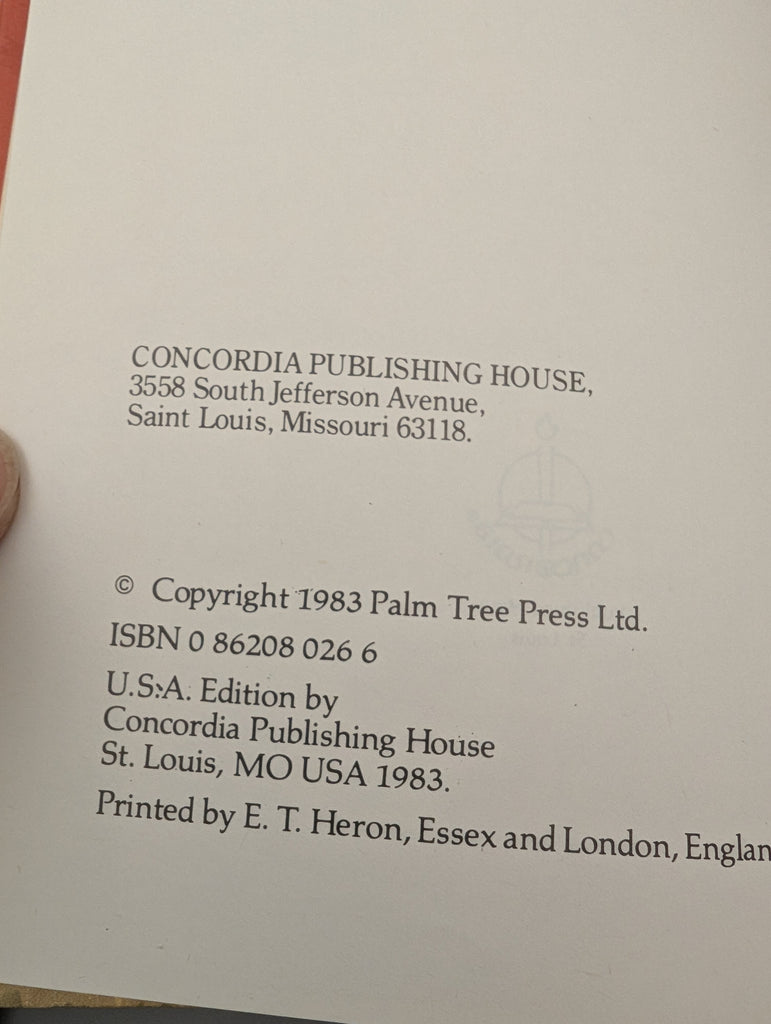 CONCORDIA PUBLISHING HOUSE,
3558 South Jefferson Avenue,
Saint Louis, Missouri 63118.
© Copyright 1983 Palm Tree Press Ltd.
ISBN 0 86208 026 6
U.S.A. Edition by
Concordia Publishing House
St. Louis, MO USA 1983.
Printed by E. T. Heron, Essex and London, Englan